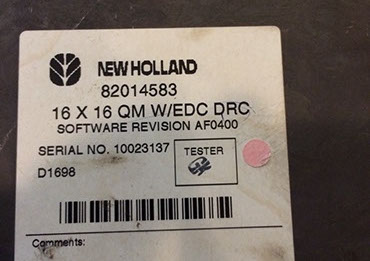 NEW HOLLAND
82014583
16 X 16 QM W/EDC DRC
SOFTWARE REVISION AF0400
SERIAL NO. 10023137
TESTER
D1698
Comments: